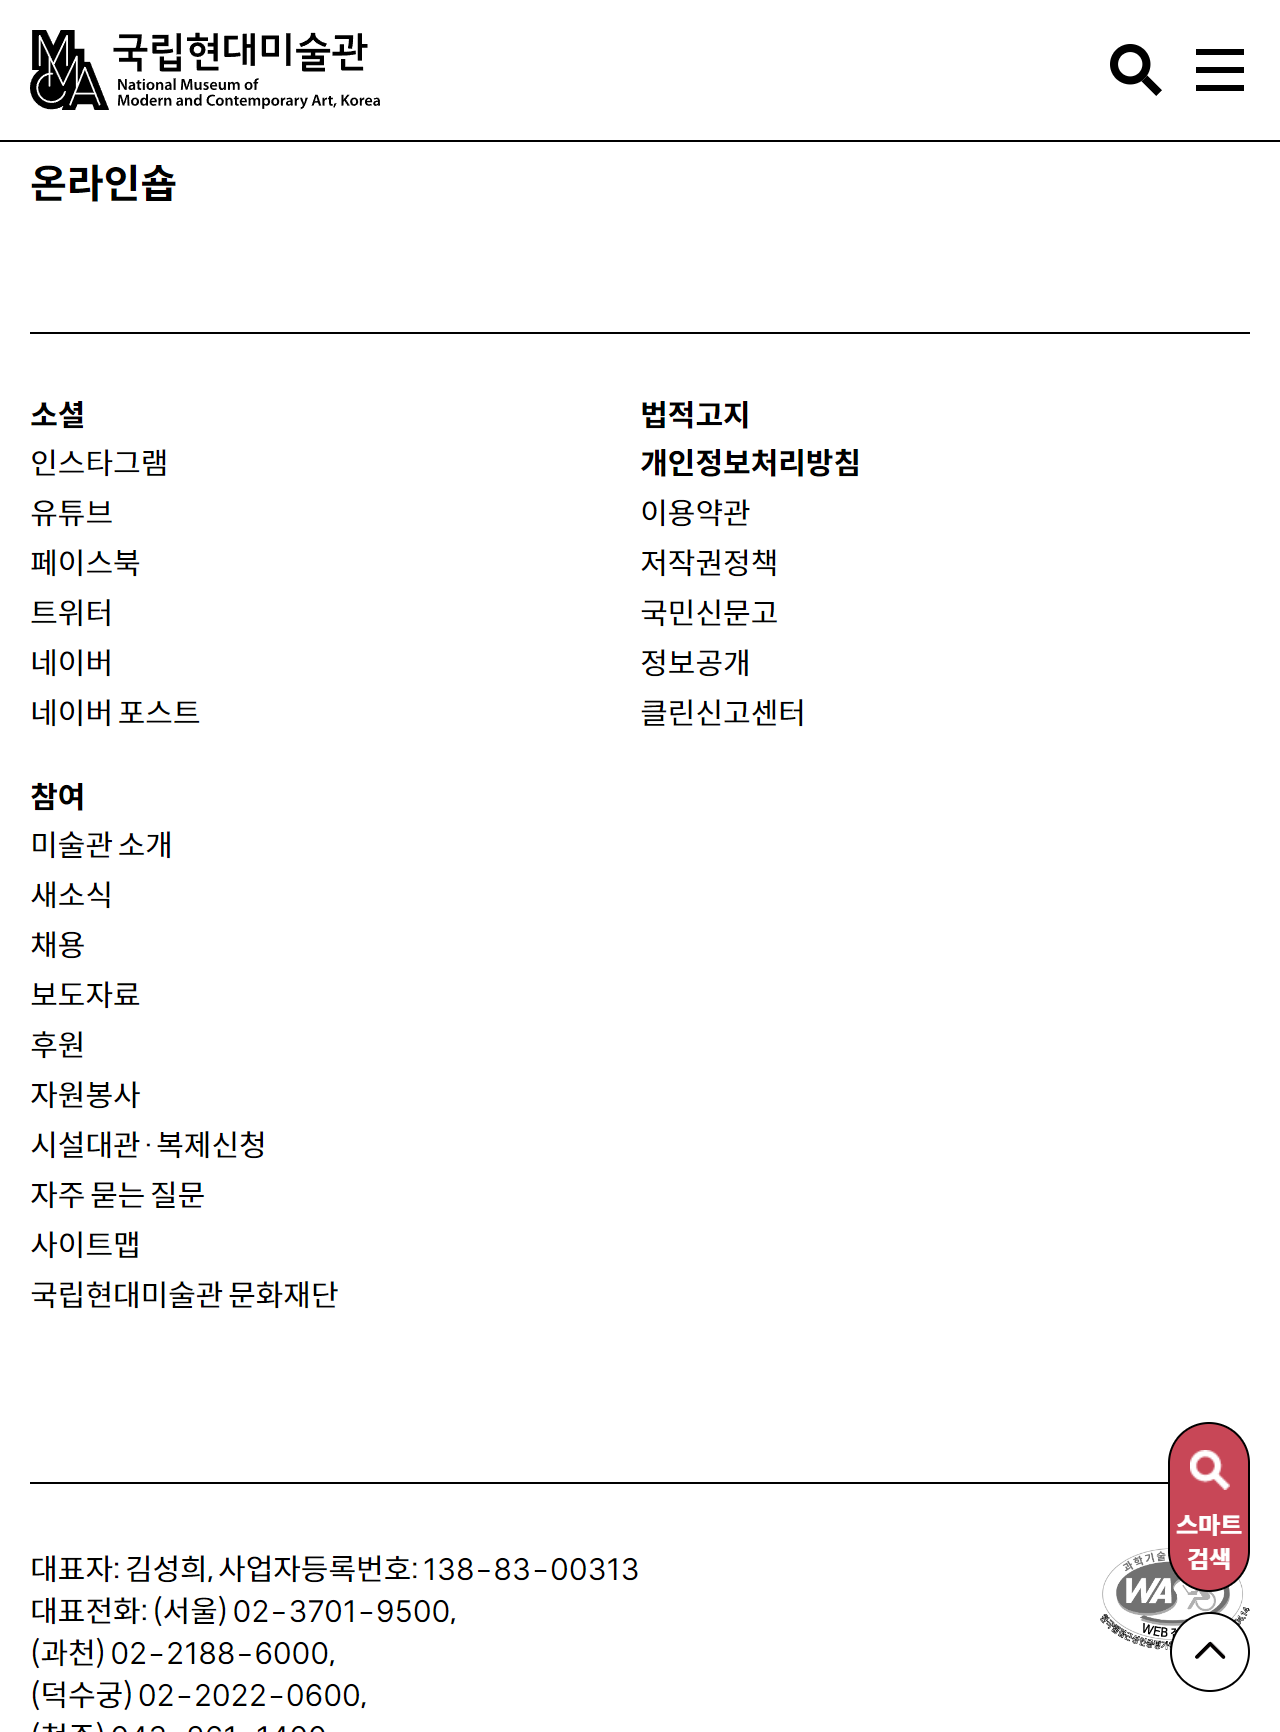 MMCA 국립현대미술관
National Museum of
Modern and Contemporary Art, Korea
온라인숍
소셜
인스타그램
유튜브
페이스북
트위터
네이버
네이버 포스트
법적고지
개인정보처리방침
이용약관
저작권정책
국민신문고
정보공개
클린신고센터
참여
미술관 소개
새소식
채용
보도자료
후원
자원봉사
시설대관 · 복제신청
자주 묻는 질문
사이트맵
국립현대미술관 문화재단
스마트
검색
대표자: 김성희, 사업자등록번호: 138-83-00313
대표전화: (서울) 02-3701-9500,
(과천) 02-2188-6000,
(덕수궁) 02-2022-0600,
과학기술
WA
WEB